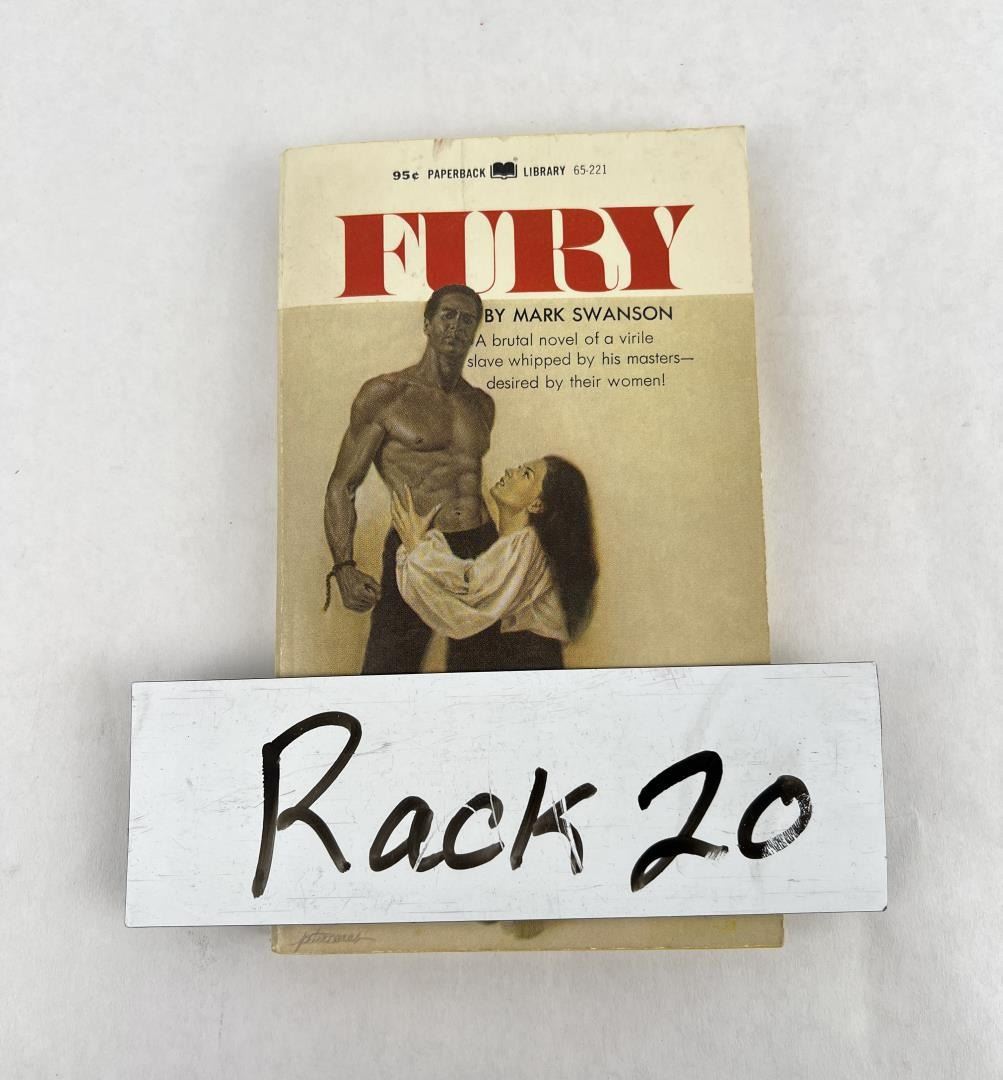 95¢ PAPERBACK LIBRARY 65-221
FURY
BY MARK SWANSON
A brutal novel of a virile
slave whipped by his masters—
desired by their women!
Rack 20